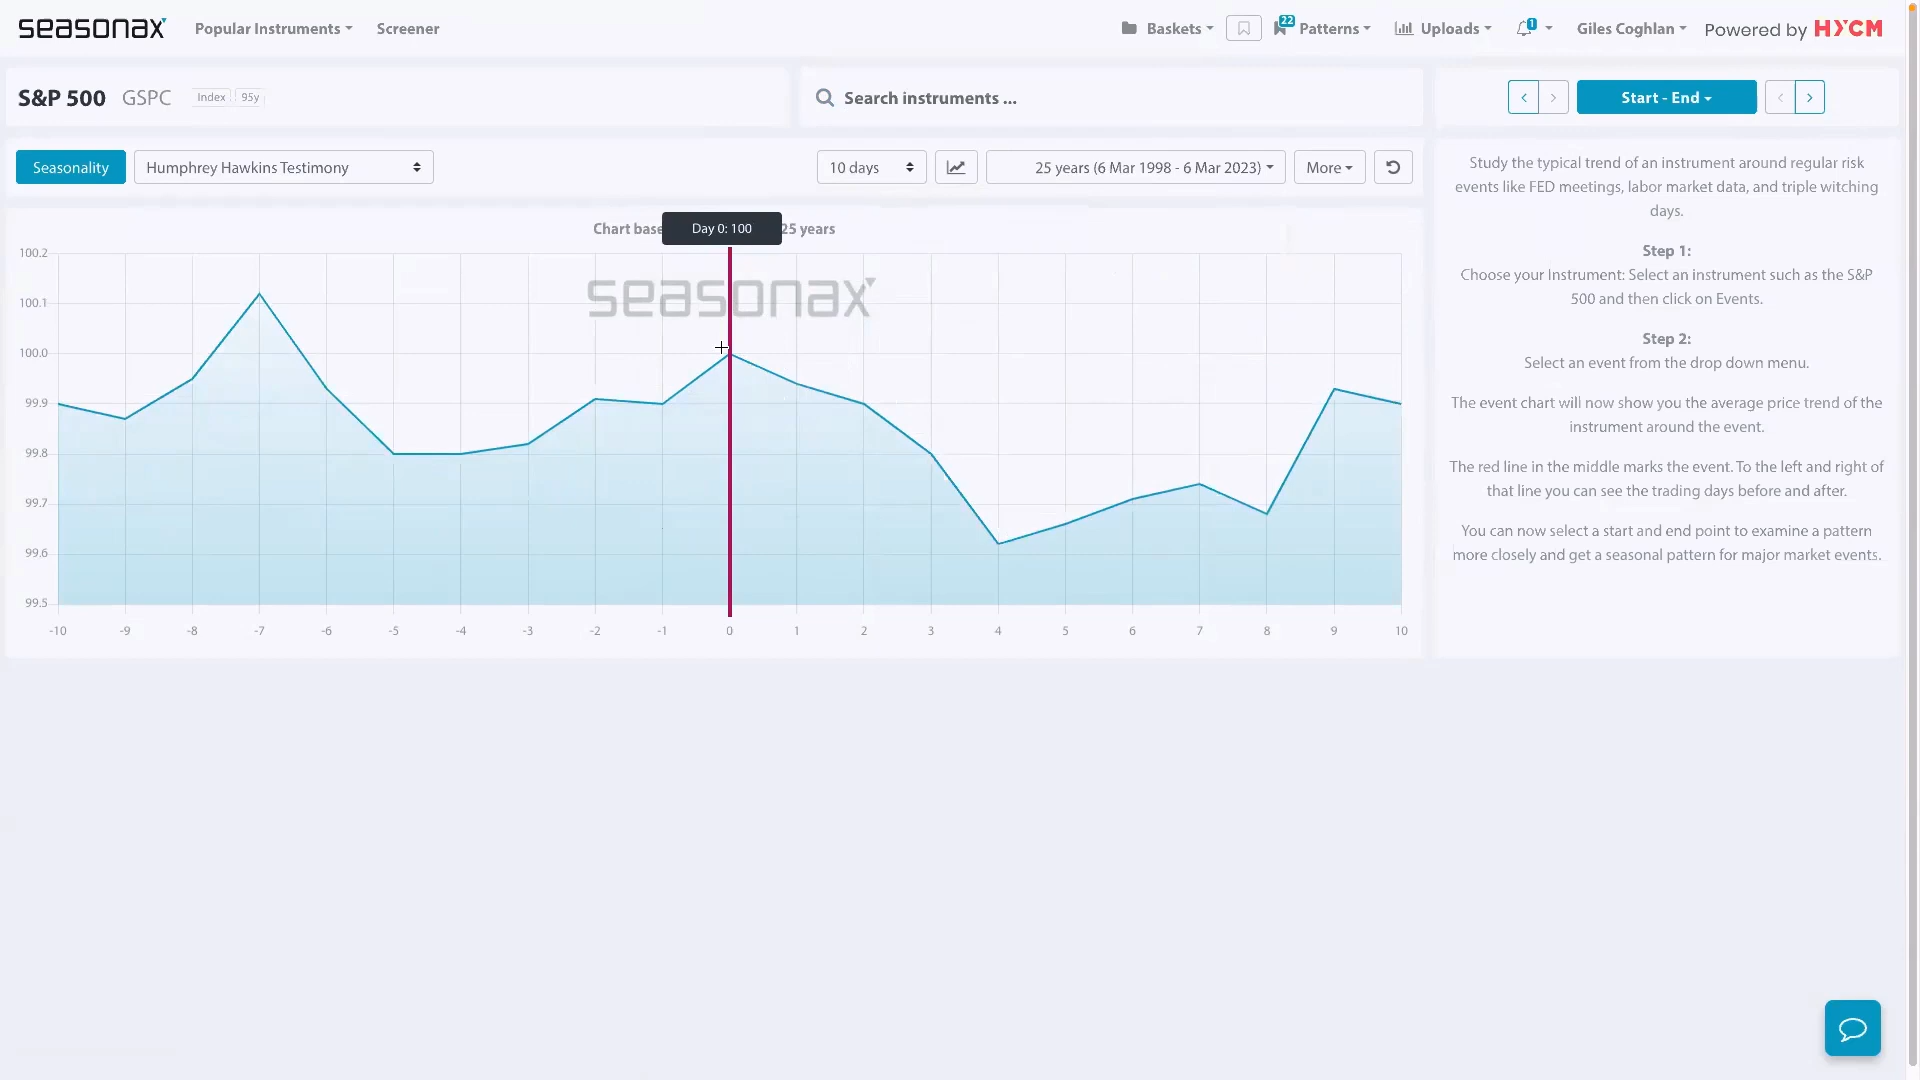 seasonax Popular Instruments Screener Baskets 22 Patterns Uploads 1 Giles Coghlan Powered by HYCM
S&P 500 GSPC Index 95y
Search instruments ...
Start - End
Seasonality Humphrey Hawkins Testimony 10 days 25 years (6 Mar 1998 - 6 Mar 2023) More
Chart base 25 years
Day 0: 100
seasonax
100.2
100.1
100.0
99.9
99.8
99.7
99.6
99.5
-10 -9 -8 -7 -6 -5 -4 -3 -2 -1 0 1 2 3 4 5 6 7 8 9 10
Study the typical trend of an instrument around regular risk
events like FED meetings, labor market data, and triple witching
days.
Step 1:
Choose your Instrument: Select an instrument such as the S&P
500 and then click on Events.
Step 2:
Select an event from the drop down menu.
The event chart will now show you the average price trend of the
instrument around the event.
The red line in the middle marks the event. To the left and right of
that line you can see the trading days before and after.
You can now select a start and end point to examine a pattern
more closely and get a seasonal pattern for major market events.